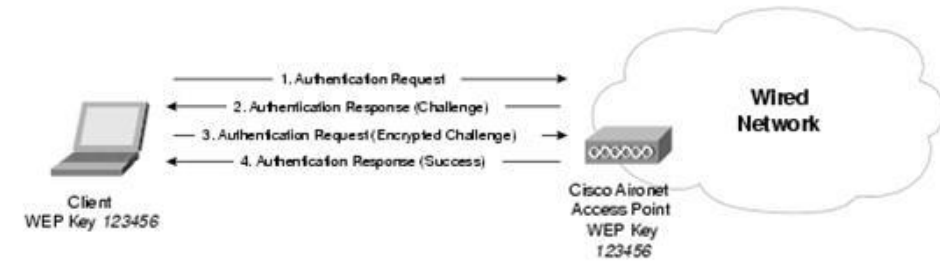 1. Authentication Request
2. Authentication Response (Challenge)
3. Authentication Request (Encrypted Challenge)
4. Authentication Response (Success)
Wired
Network
Client
WEP Key 123456
Cisco Aironet
Access Point
WEP Key
123456